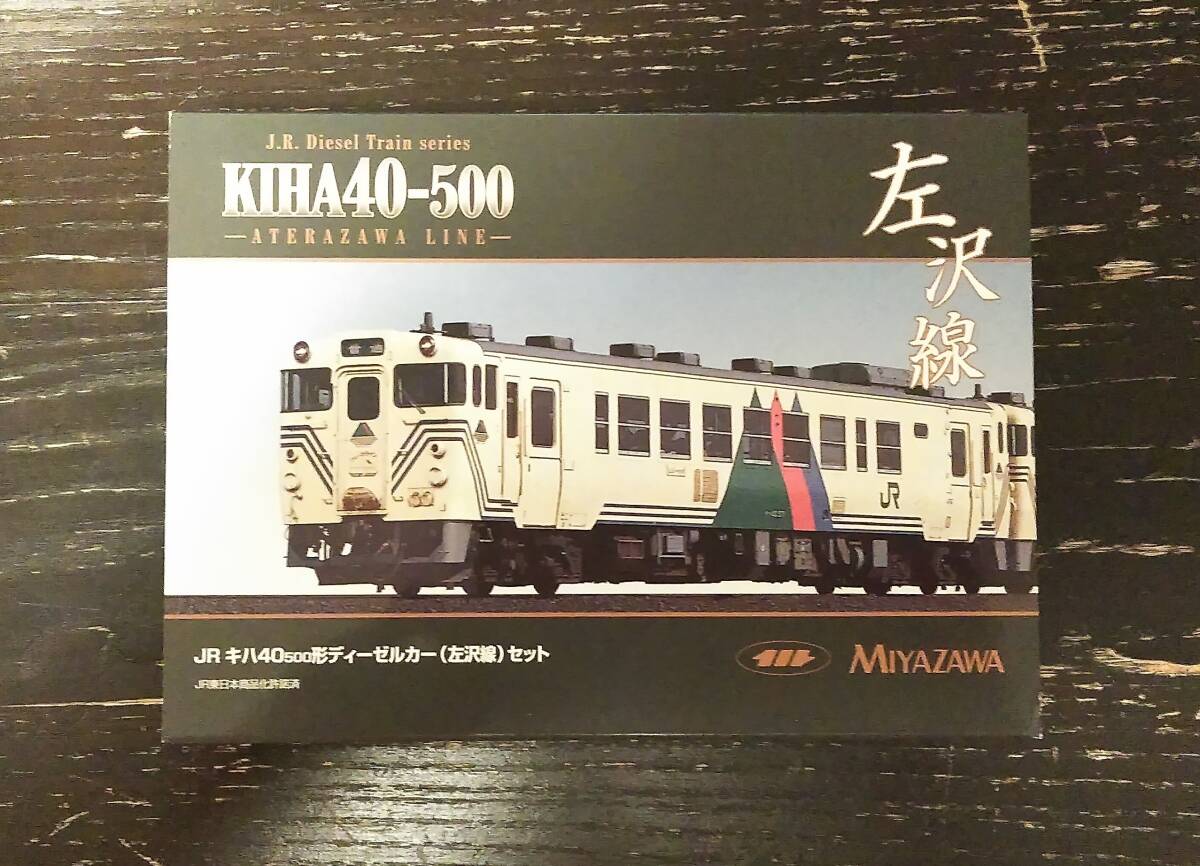 J.R. Diesel Train series
KIHA40-500
—ATERAZAWA LINE—
左沢線
普通
JR
JR キハ40500形ディーゼルカー(左沢線)セット
JR東日本商品化許諾済
MIYAZAWA